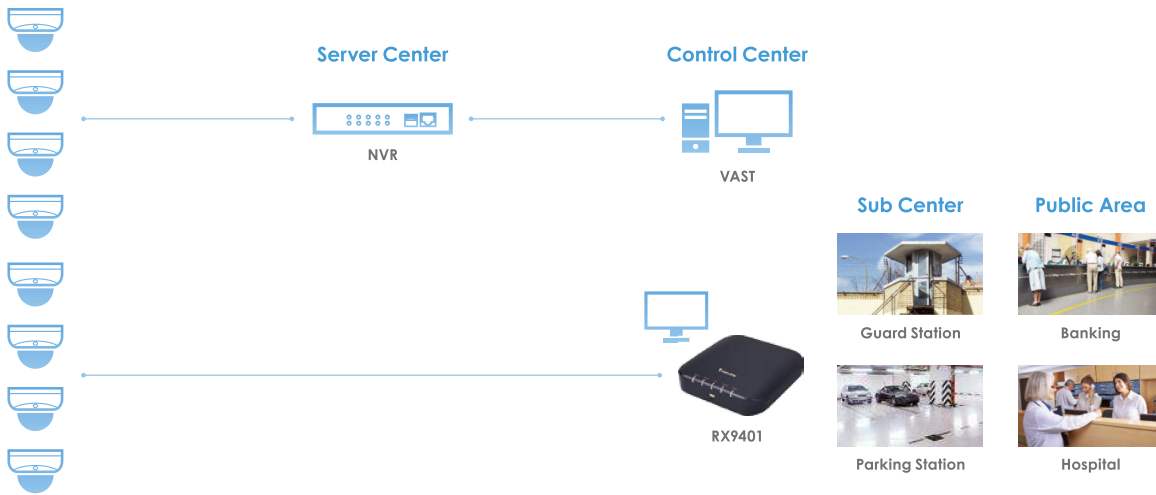 Server Center
Control Center
NVR
VAST
Sub Center
Public Area
Guard Station
Banking
RX9401
Parking Station
Hospital